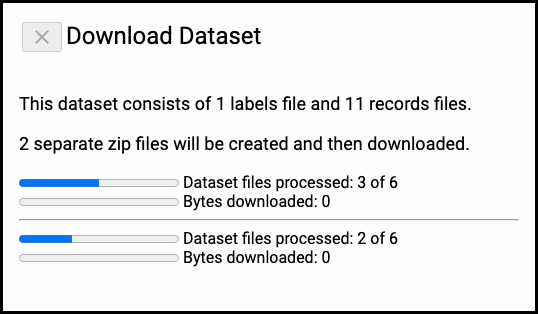 Download Dataset
This dataset consists of 1 labels file and 11 records files.
2 separate zip files will be created and then downloaded.
Dataset files processed: 3 of 6
Bytes downloaded: 0
Dataset files processed: 2 of 6
Bytes downloaded: 0